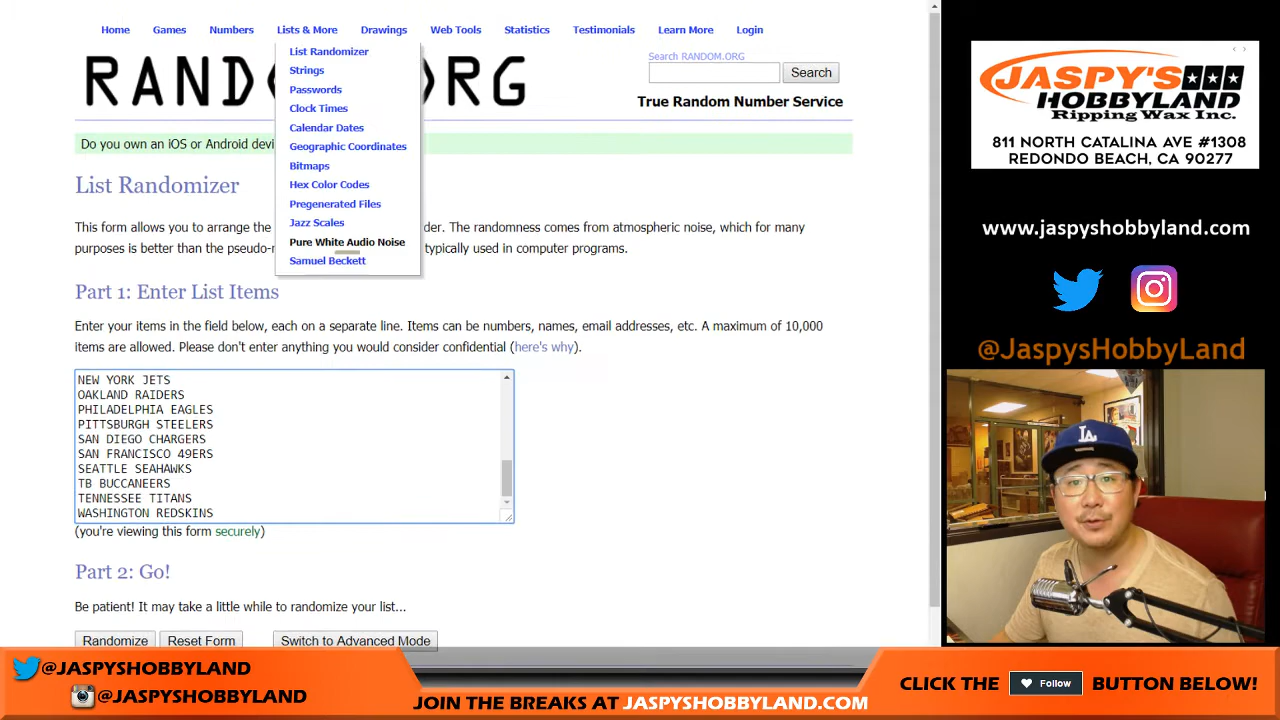 Home Games Numbers Lists & More Drawings Web Tools Statistics Testimonials Learn More Login
List Randomizer
Strings
Passwords
Clock Times
Calendar Dates
Geographic Coordinates
Bitmaps
Hex Color Codes
Pregenerated Files
Jazz Scales
Pure White Audio Noise
Samuel Beckett
RAND RG
Search RANDOM.ORG
Search
True Random Number Service
Do you own an iOS or Android devi
List Randomizer
This form allows you to arrange the der. The randomness comes from atmospheric noise, which for many
purposes is better than the pseudo-r typically used in computer programs.
Part 1: Enter List Items
Enter your items in the field below, each on a separate line. Items can be numbers, names, email addresses, etc. A maximum of 10,000
items are allowed. Please don't enter anything you would consider confidential (here's why).
NEW YORK JETS
OAKLAND RAIDERS
PHILADELPHIA EAGLES
PITTSBURGH STEELERS
SAN DIEGO CHARGERS
SAN FRANCISCO 49ERS
SEATTLE SEAHAWKS
TB BUCCANEERS
TENNESSEE TITANS
WASHINGTON REDSKINS
(you're viewing this form securely)
Part 2: Go!
Be patient! It may take a little while to randomize your list...
Randomize Reset Form Switch to Advanced Mode
JASPY'S
HOBBYLAND
Ripping Wax Inc.
811 NORTH CATALINA AVE #1308
REDONDO BEACH, CA 90277
www.jaspyshobbyland.com
@JaspysHobbyLand
LA
@JASPYSHOBBYLAND
@JASPYSHOBBYLAND
JOIN THE BREAKS AT JASPYSHOBBYLAND.COM
CLICK THE Follow BUTTON BELOW!